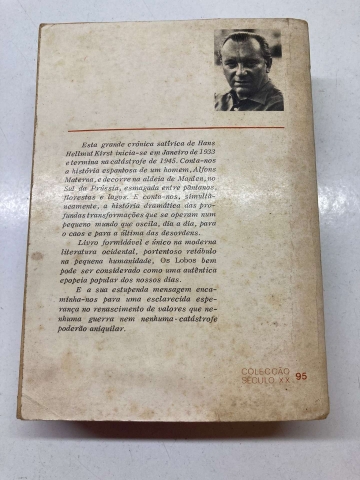 Esta grande crónica satírica de Hans
Hellmut Kirst inicia-se em Janeiro de 1933
e termina na catástrofe de 1945. Conta-nos
a história espantosa de um homem, Alfons
Materna, e decorre na aldeia de Maulen, no
Sul da Prússia, esmagada entre pântanos,
florestas e lagos. E conta-nos, simultâ-
neamente, a história dramática das pro-
fundas transformações que se operam num
pequeno mundo que oscila, dia a dia, para
o caos e para a última das desordens.
Livro formidável e único na moderna
literatura ocidental, portentoso retábulo
na pequena humanidade, OS LOBOS bem
pode ser considerado como uma autêntica
epopeia popular dos nossos dias.
E a sua estupenda mensagem enca-
minha-nos para uma esclarecida espe-
rança no renascimento de valores que ne-
nhuma guerra nem nenhuma catástrofe
poderão aniquilar.
COLECÇÃO
SÉCULO XX 95